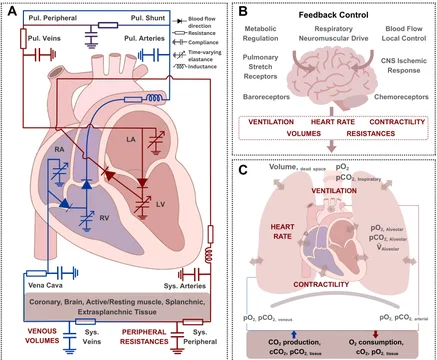 A
Pul. Peripheral
Pul. Shunt
Pul. Veins
Pul. Arteries
Blood flow
direction
Resistance
Compliance
Time-varying
elastance
Inductance
RA
LA
RV
LV
Vena Cava
Sys. Arteries
Coronary, Brain, Active/Resting muscle, Splanchnic,
Extrasplanchnic Tissue
VENOUS
VOLUMES
Sys.
Veins
PERIPHERAL
RESISTANCES
Sys.
Peripheral
B
Feedback Control
Metabolic
Regulation
Respiratory
Neuromuscular Drive
Blood Flow
Local Control
Pulmonary
Stretch
Receptors
CNS Ischemic
Response
Baroreceptors
Chemoreceptors
VENTILATION HEART RATE CONTRACTILITY
VOLUMES RESISTANCES
C
Volume, dead space
pO2,
pCO2, Inspiratory
VENTILATION
HEART
RATE
pO2, Alveolar
pCO2, Alveolar
V̇Alveolar
CONTRACTILITY
pO2, pCO2, venous
pO2, pCO2, arterial
CO2 production,
cCO2, pCO2, tissue
O2 consumption,
cO2, pO2, tissue